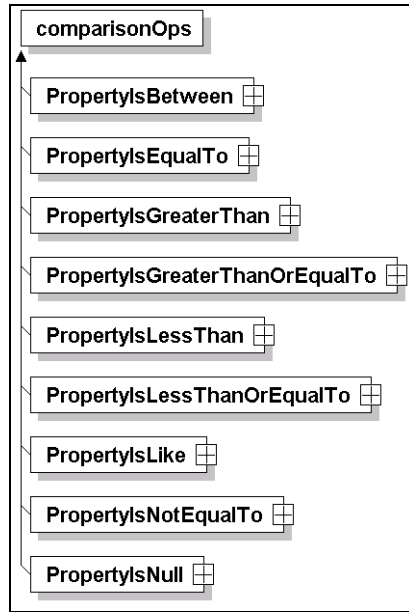 comparisonOps
PropertyIsBetween
PropertyIsEqualTo
PropertyIsGreaterThan
PropertyIsGreaterThanOrEqualTo
PropertyIsLessThan
PropertyIsLessThanOrEqualTo
PropertyIsLike
PropertyIsNotEqualTo
PropertyIsNull